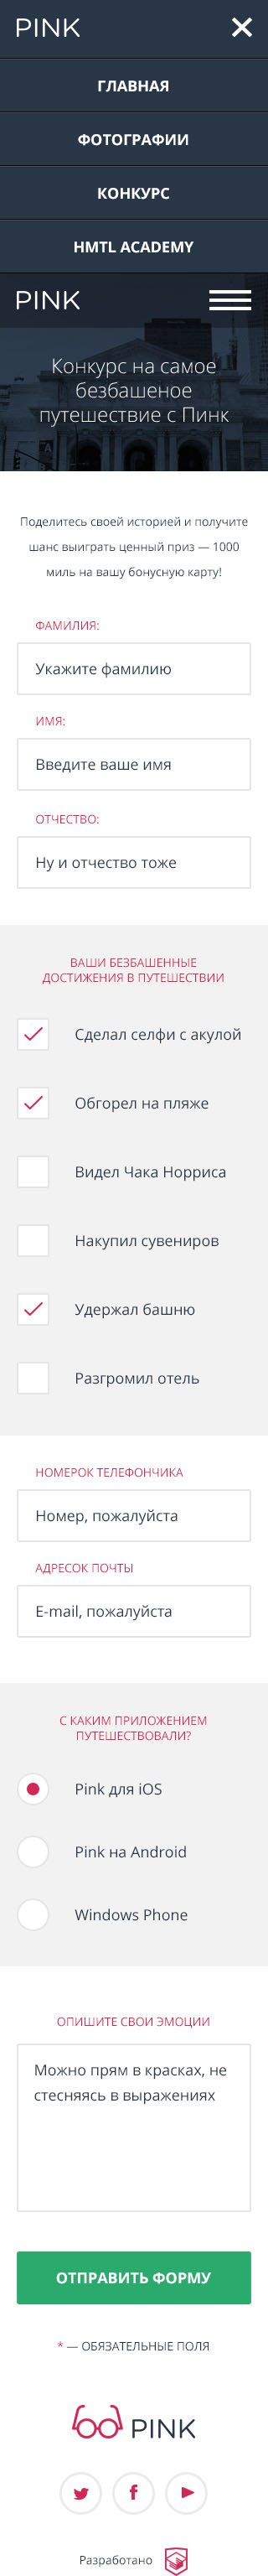 PINK
ГЛАВНАЯ
ФОТОГРАФИИ
КОНКУРС
HMTL ACADEMY
PINK
Конкурс на самое
безбашеное
путешествие с Пинк
Поделитесь своей историей и получите
шанс выиграть ценный приз — 1000
миль на вашу бонусную карту!
ФАМИЛИЯ:
Укажите фамилию
ИМЯ:
Введите ваше имя
ОТЧЕСТВО:
Ну и отчество тоже
ВАШИ БЕЗБАШЕННЫЕ
ДОСТИЖЕНИЯ В ПУТЕШЕСТВИИ
Сделал селфи с акулой
Обгорел на пляже
Видел Чака Норриса
Накупил сувениров
Удержал башню
Разгромил отель
НОМЕРОК ТЕЛЕФОНЧИКА
Номер, пожалуйста
АДРЕСОК ПОЧТЫ
E-mail, пожалуйста
С КАКИМ ПРИЛОЖЕНИЕМ
ПУТЕШЕСТВОВАЛИ?
Pink для iOS
Pink на Android
Windows Phone
ОПИШИТЕ СВОИ ЭМОЦИИ
Можно прям в красках, не
стесняясь в выражениях
ОТПРАВИТЬ ФОРМУ
* — ОБЯЗАТЕЛЬНЫЕ ПОЛЯ
PINK
Разработано